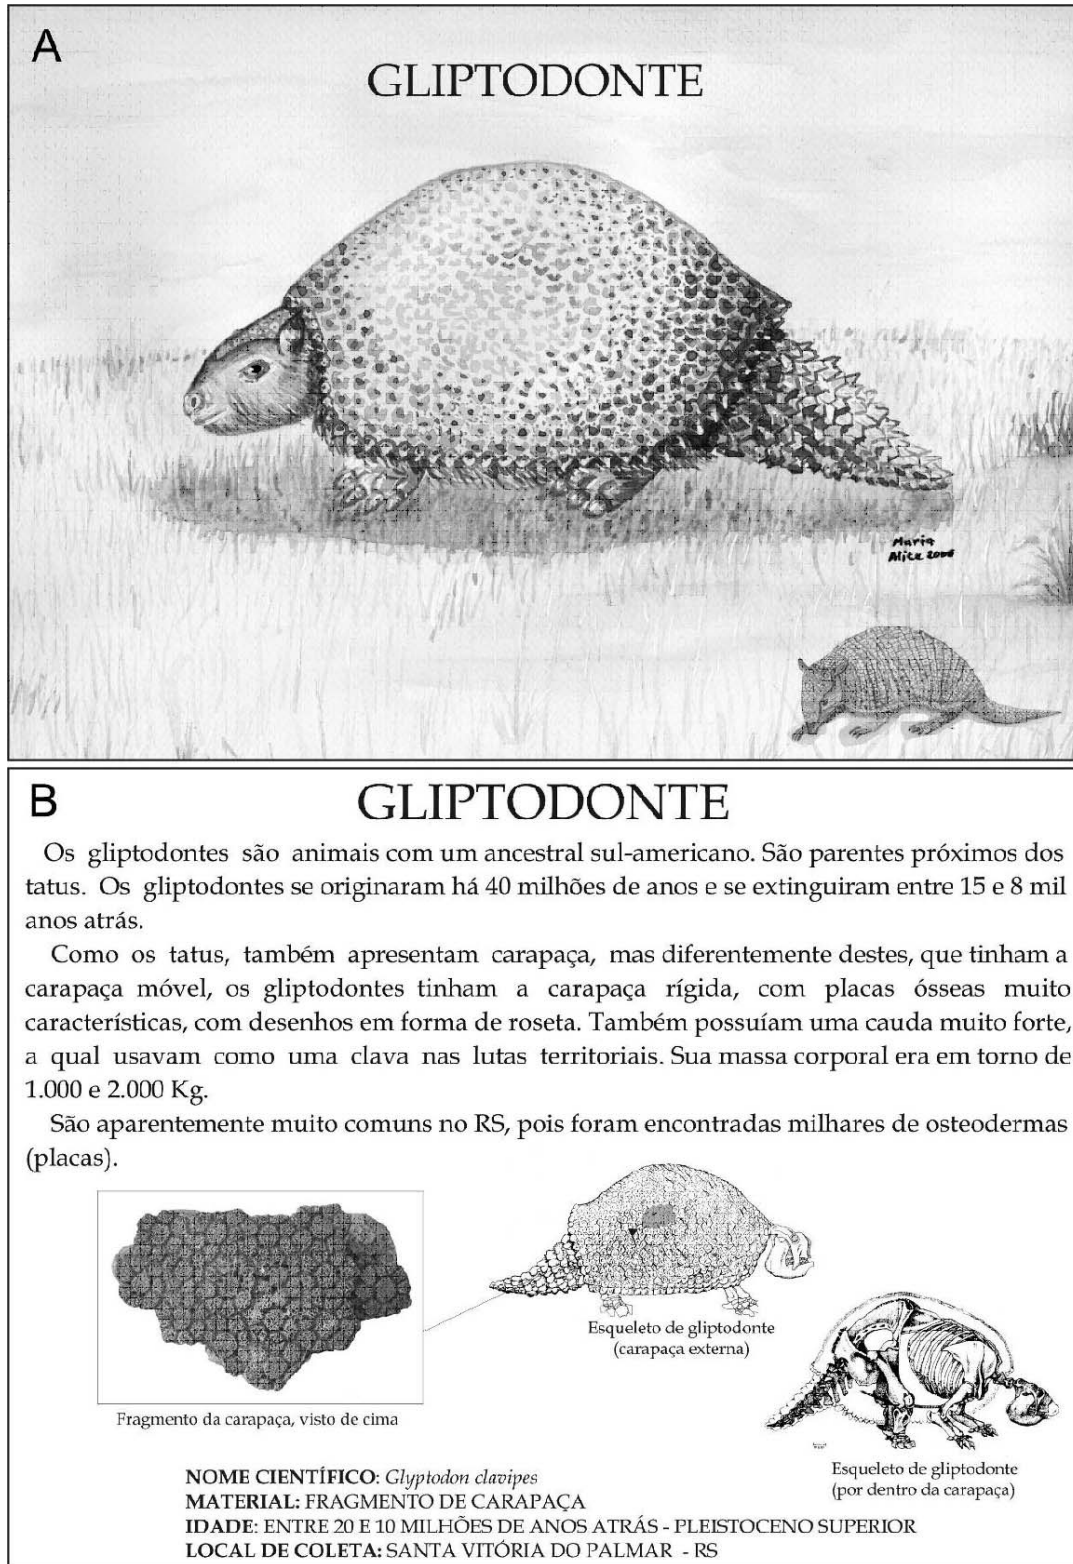 A
GLIPTODONTE
Maria
Alice 2006
B
GLIPTODONTE
Os gliptodontes são animais com um ancestral sul-americano. São parentes próximos dos
tatus. Os gliptodontes se originaram há 40 milhões de anos e se extinguiram entre 15 e 8 mil
anos atrás.
Como os tatus, também apresentam carapaça, mas diferentemente destes, que tinham a
carapaça móvel, os gliptodontes tinham a carapaça rígida, com placas ósseas muito
características, com desenhos em forma de roseta. Também possuíam uma cauda muito forte,
a qual usavam como uma clava nas lutas territoriais. Sua massa corporal era em torno de
1.000 e 2.000 Kg.
São aparentemente muito comuns no RS, pois foram encontradas milhares de osteodermas
(placas).
Esqueleto de gliptodonte
(carapaça externa)
Fragmento da carapaça, visto de cima
Esqueleto de gliptodonte
(por dentro da carapaça)
NOME CIENTÍFICO: Glyptodon clavipes
MATERIAL: FRAGMENTO DE CARAPAÇA
IDADE: ENTRE 20 E 10 MILHÕES DE ANOS ATRÁS - PLEISTOCENO SUPERIOR
LOCAL DE COLETA: SANTA VITÓRIA DO PALMAR - RS